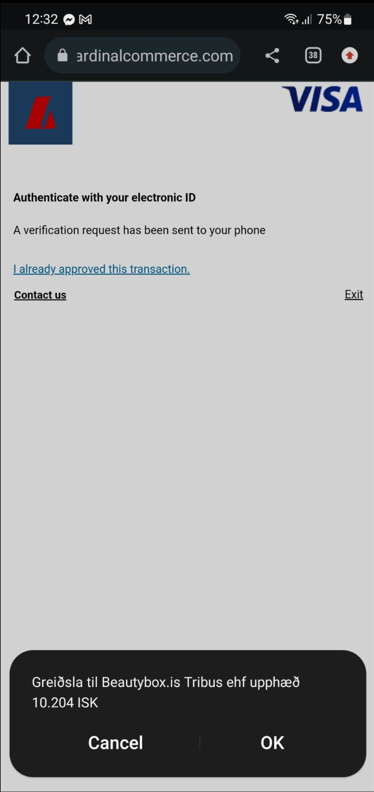 12:32 75%
ardinalcommerce.com 38
VISA
Authenticate with your electronic ID
A verification request has been sent to your phone
I already approved this transaction.
Contact us Exit
Greiðsla til Beautybox.is Tribus ehf upphæð
10.204 ISK
Cancel OK